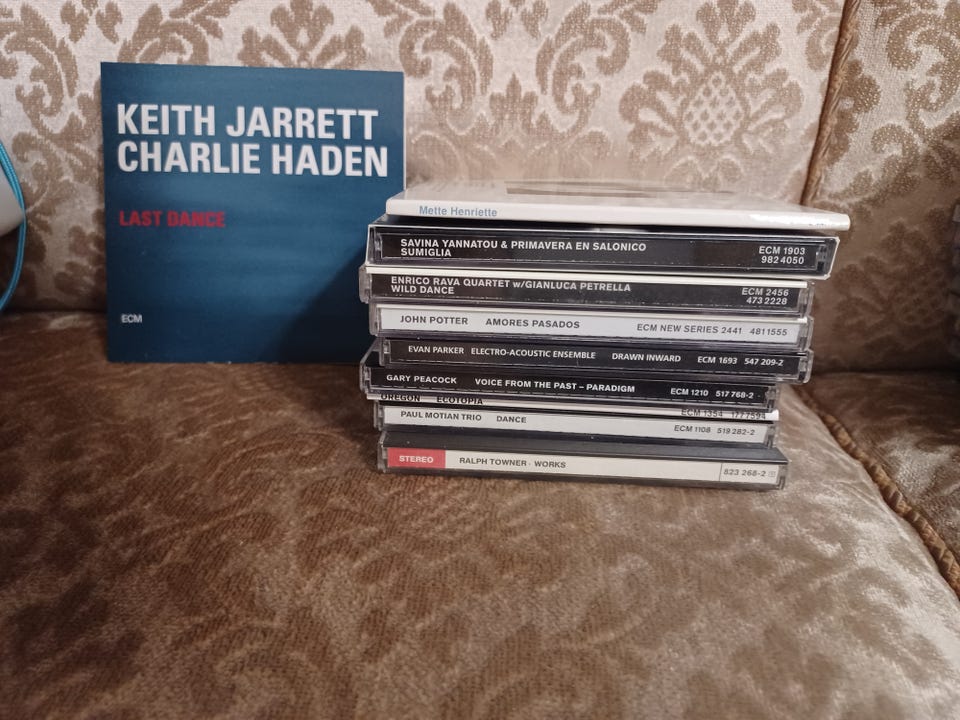 KEITH JARRETT
CHARLIE HADEN
LAST DANCE
ECM
Mette Henriette
SAVINA YANNATOU & PRIMAVERA EN SALONICO
SUMIGLIA
ECM 1903
982 4050
ENRICO RAVA QUARTET w/GIANLUCA PETRELLA
WILD DANCE
ECM 2456
473 2228
JOHN POTTER AMORES PASADOS ECM NEW SERIES 2441 4811555
EVAN PARKER ELECTRO-ACOUSTIC ENSEMBLE DRAWN INWARD ECM 1693 547 209-2
GARY PEACOCK VOICE FROM THE PAST – PARADIGM ECM 1210 517 768-2
OREGON ECOTOPIA ECM 1354
PAUL MOTIAN TRIO DANCE ECM 1108 519 282-2
STEREO RALPH TOWNER · WORKS 823 268-2